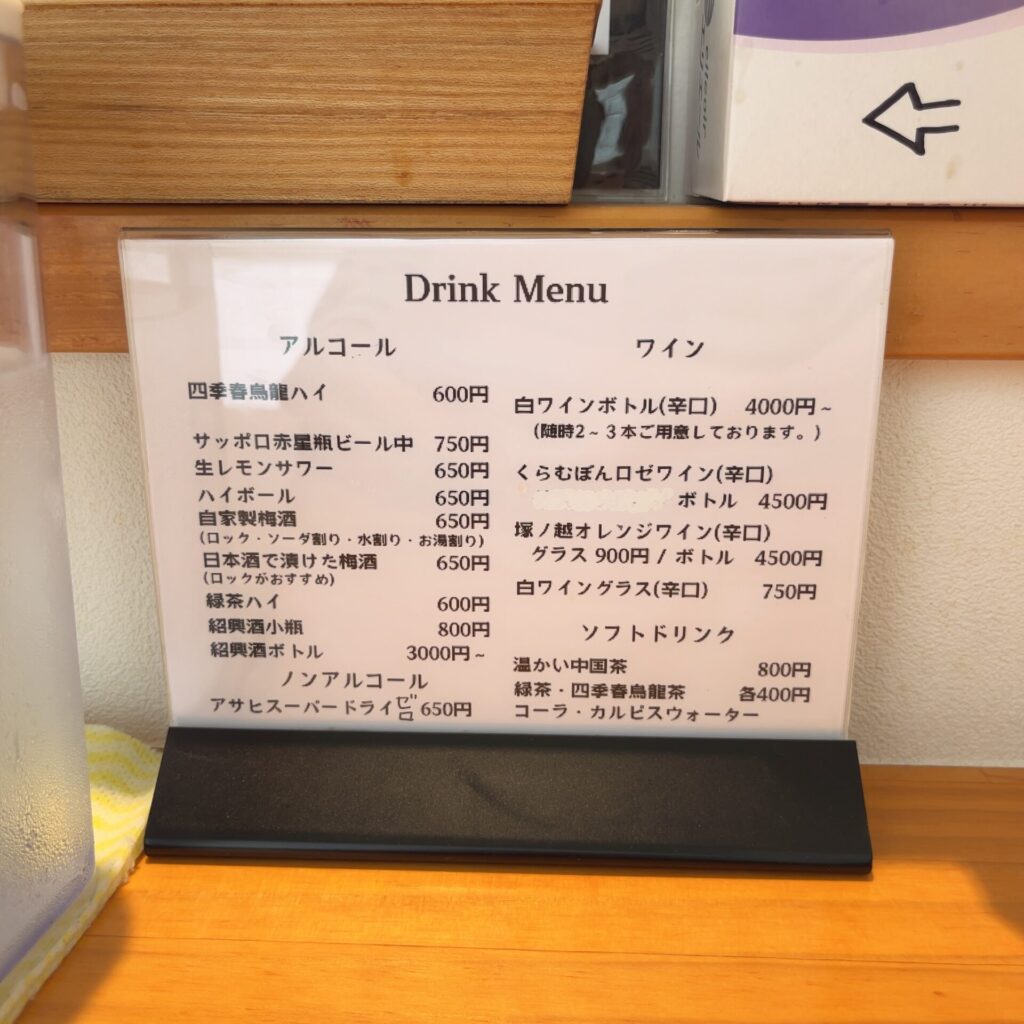 Drink Menu
アルコール
四季春烏龍ハイ 600円
サッポロ赤星瓶ビール中 750円
生レモンサワー 650円
ハイボール 650円
自家製梅酒 650円
(ロック・ソーダ割り・水割り・お湯割り)
日本酒で漬けた梅酒 650円
(ロックがおすすめ)
緑茶ハイ 600円
紹興酒小瓶 800円
紹興酒ボトル 3000円~
ノンアルコール
アサヒスーパードライゼロ 650円
ワイン
白ワインボトル(辛口) 4000円~
(随時2~3本ご用意しております。)
くらむぼんロゼワイン(辛口)
ボトル 4500円
塚ノ越オレンジワイン(辛口)
グラス 900円 / ボトル 4500円
白ワイングラス(辛口) 750円
ソフトドリンク
温かい中国茶 800円
緑茶・四季春烏龍茶 各400円
コーラ・カルピスウォーター